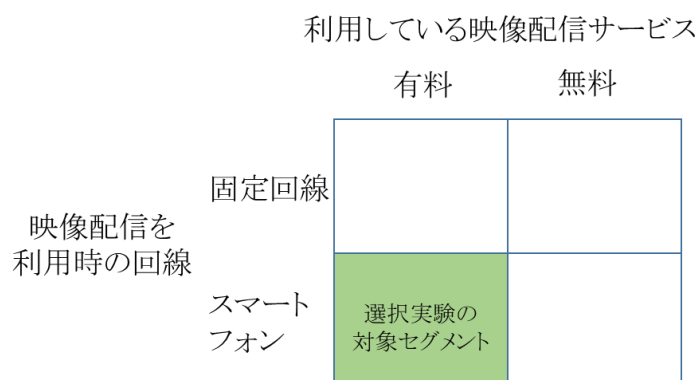 利用している映像配信サービス
有料
無料
固定回線
映像配信を
利用時の回線
スマート
フォン
選択実験の
対象セグメント